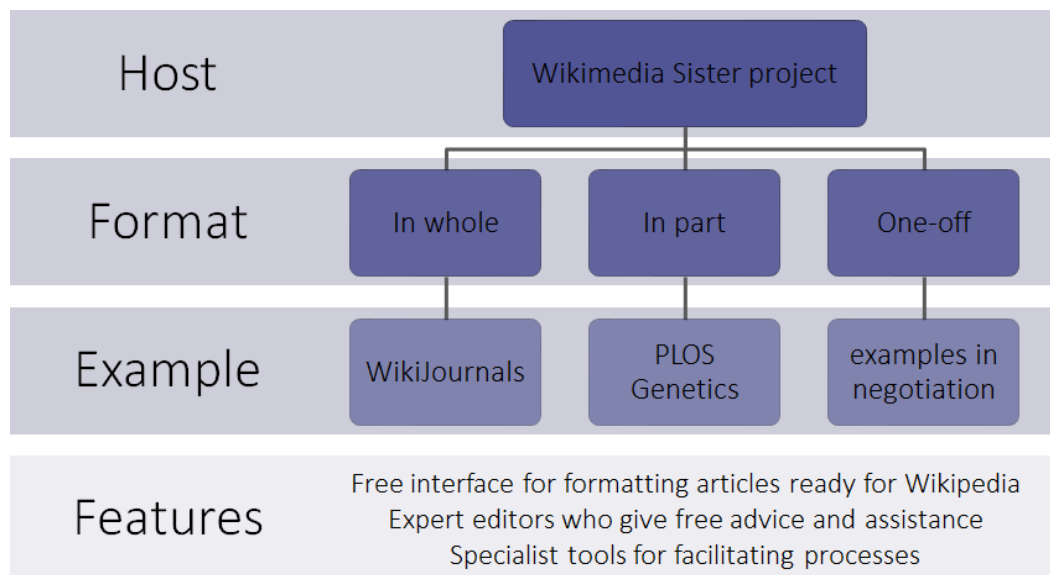 Host
Wikimedia Sister project
Format
In whole
In part
One-off
Example
WikiJournals
PLOS
Genetics
examples in
negotiation
Features
Free interface for formatting articles ready for Wikipedia
Expert editors who give free advice and assistance
Specialist tools for facilitating processes